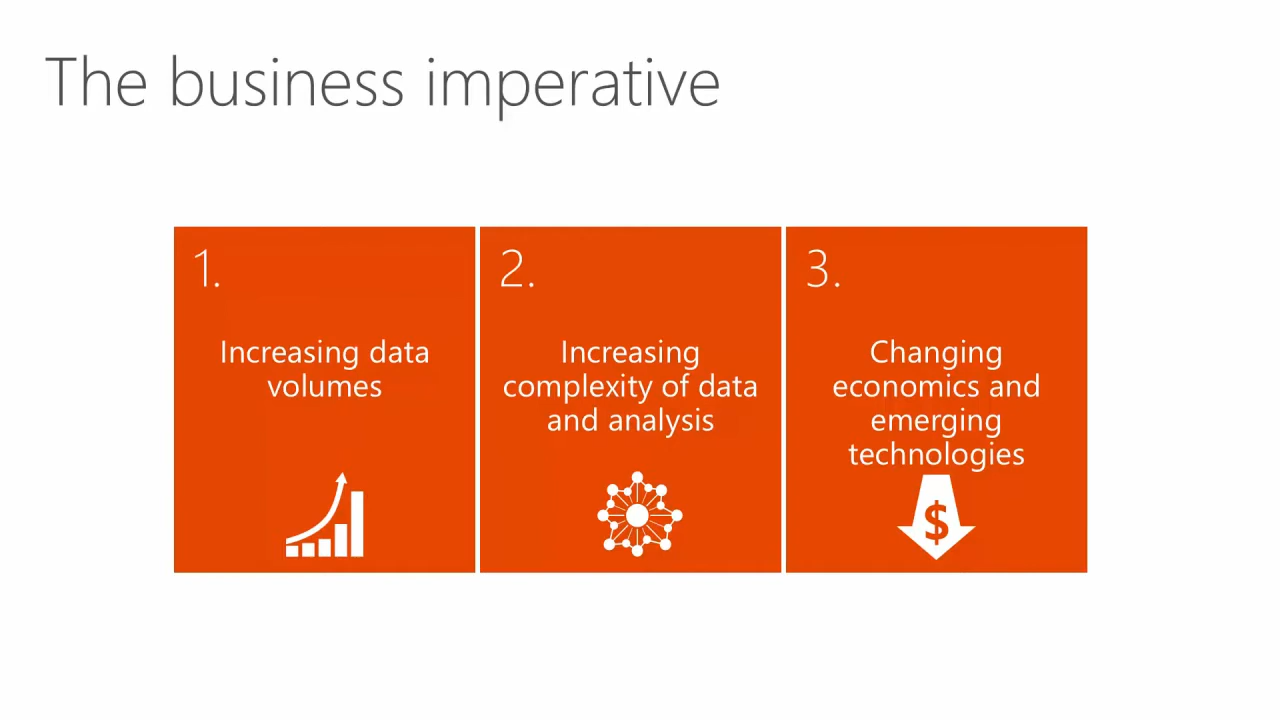 The business imperative
1.
Increasing data
volumes
2.
Increasing
complexity of data
and analysis
3.
Changing
economics and
emerging
technologies
$